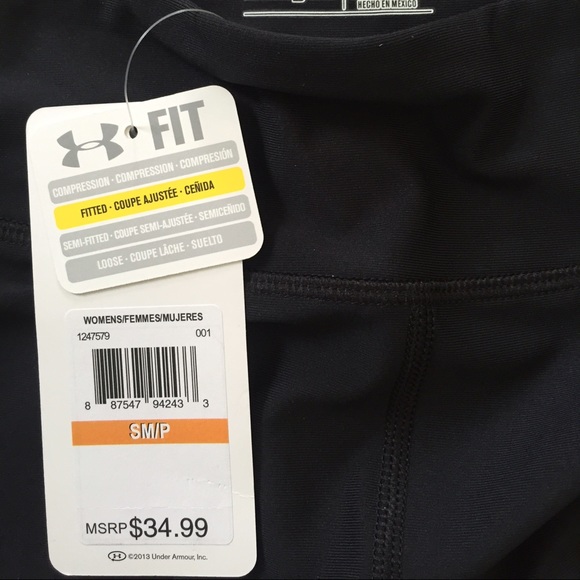 HECHO EN MÉXICO
FIT
COMPRESSION · COMPRESSION · COMPRESIÓN
FITTED · COUPE AJUSTÉE · CEÑIDA
SEMI-FITTED · COUPE SEMI-AJUSTÉE · SEMICEÑIDO
LOOSE · COUPE LÂCHE · SUELTO
WOMENS/FEMMES/MUJERES
1247579 001
8 87547 94243 3
SM/P
MSRP $34.99
©2013 Under Armour, Inc.